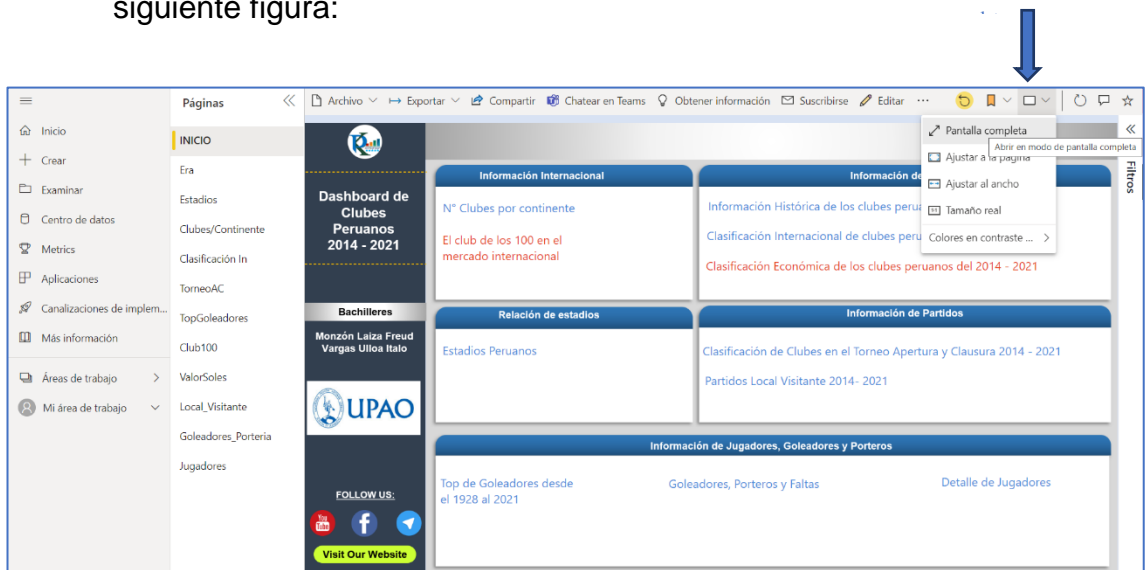 siguiente figura:
Páginas
Archivo
Exportar
Compartir
Chatear en Teams
Obtener información
Suscribirse
Editar
...
Inicio
Crear
Examinar
Centro de datos
Metrics
Aplicaciones
Canalizaciones de implem...
Más información
Áreas de trabajo
Mi área de trabajo
INICIO
Era
Estadios
Clubes/Continente
Clasificación In
TorneoAC
TopGoleadores
Club100
ValorSoles
Local_Visitante
Goleadores_Porteria
Jugadores
Dashboard de
Clubes
Peruanos
2014 - 2021
Bachilleres
Monzón Laiza Freud
Vargas Ulloa Italo
UPAO
FOLLOW US:
You
Tube
Visit Our Website
Información Internacional
N° Clubes por continente
El club de los 100 en el
mercado internacional
Información de
Información Histórica de los clubes perua
Clasificación Internacional de clubes peru
Clasificación Económica de los clubes peruanos del 2014 - 2021
Pantalla completa
Abrir en modo de pantalla completa
Ajustar a la página
Ajustar al ancho
Tamaño real
Colores en contraste ...
Filtros
Relación de estadios
Estadios Peruanos
Información de Partidos
Clasificación de Clubes en el Torneo Apertura y Clausura 2014 - 2021
Partidos Local Visitante 2014- 2021
Información de Jugadores, Goleadores y Porteros
Top de Goleadores desde
el 1928 al 2021
Goleadores, Porteros y Faltas
Detalle de Jugadores